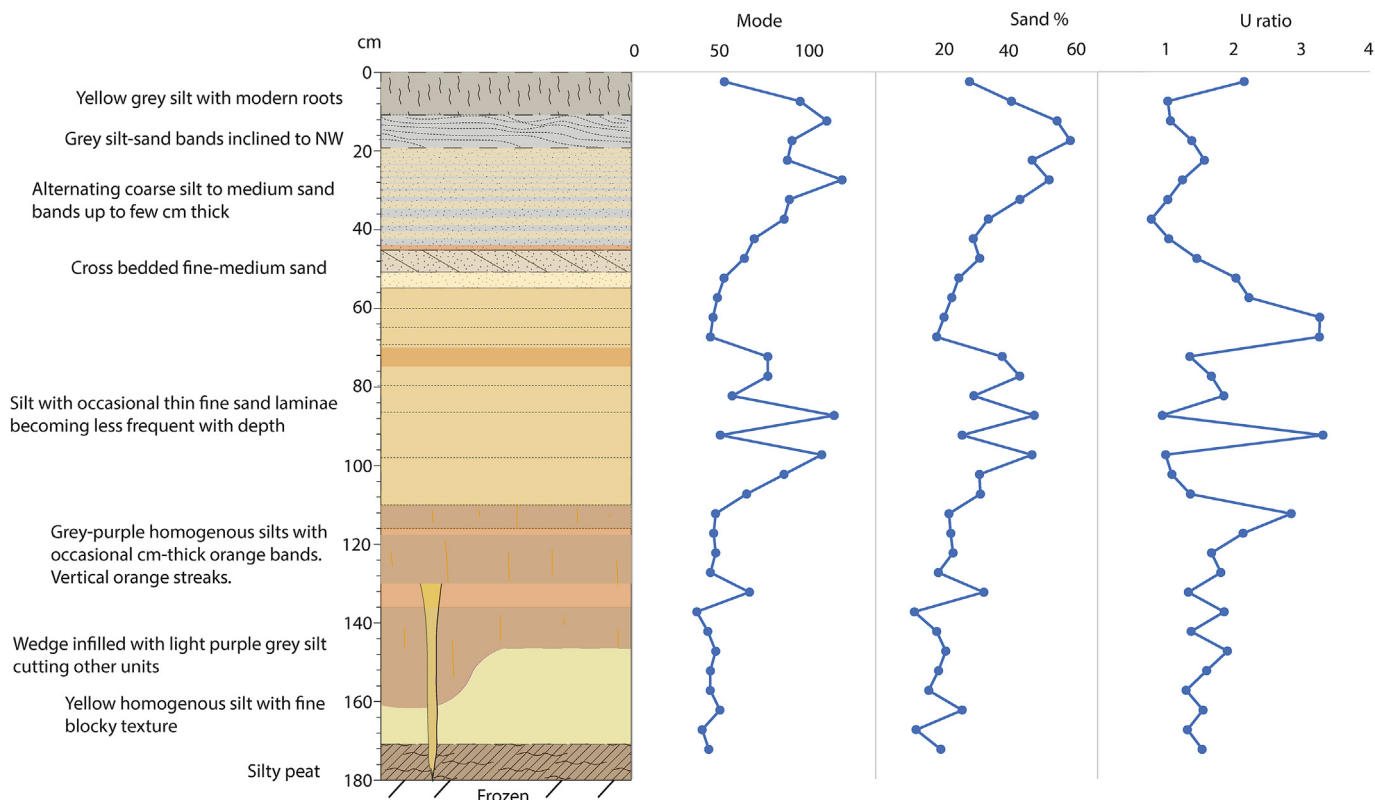 Mode
Sand %
U ratio
cm
0
50
100
20
40
60
1
2
3
4
0
Yellow grey silt with modern roots
Grey silt-sand bands inclined to NW
20
Alternating coarse silt to medium sand
bands up to few cm thick
40
Cross bedded fine-medium sand
60
80
Silt with occasional thin fine sand laminae
becoming less frequent with depth
100
Grey-purple homogenous silts with
occasional cm-thick orange bands.
Vertical orange streaks.
120
140
Wedge infilled with light purple grey silt
cutting other units
160
Yellow homogenous silt with fine
blocky texture
Silty peat
180
Frozen